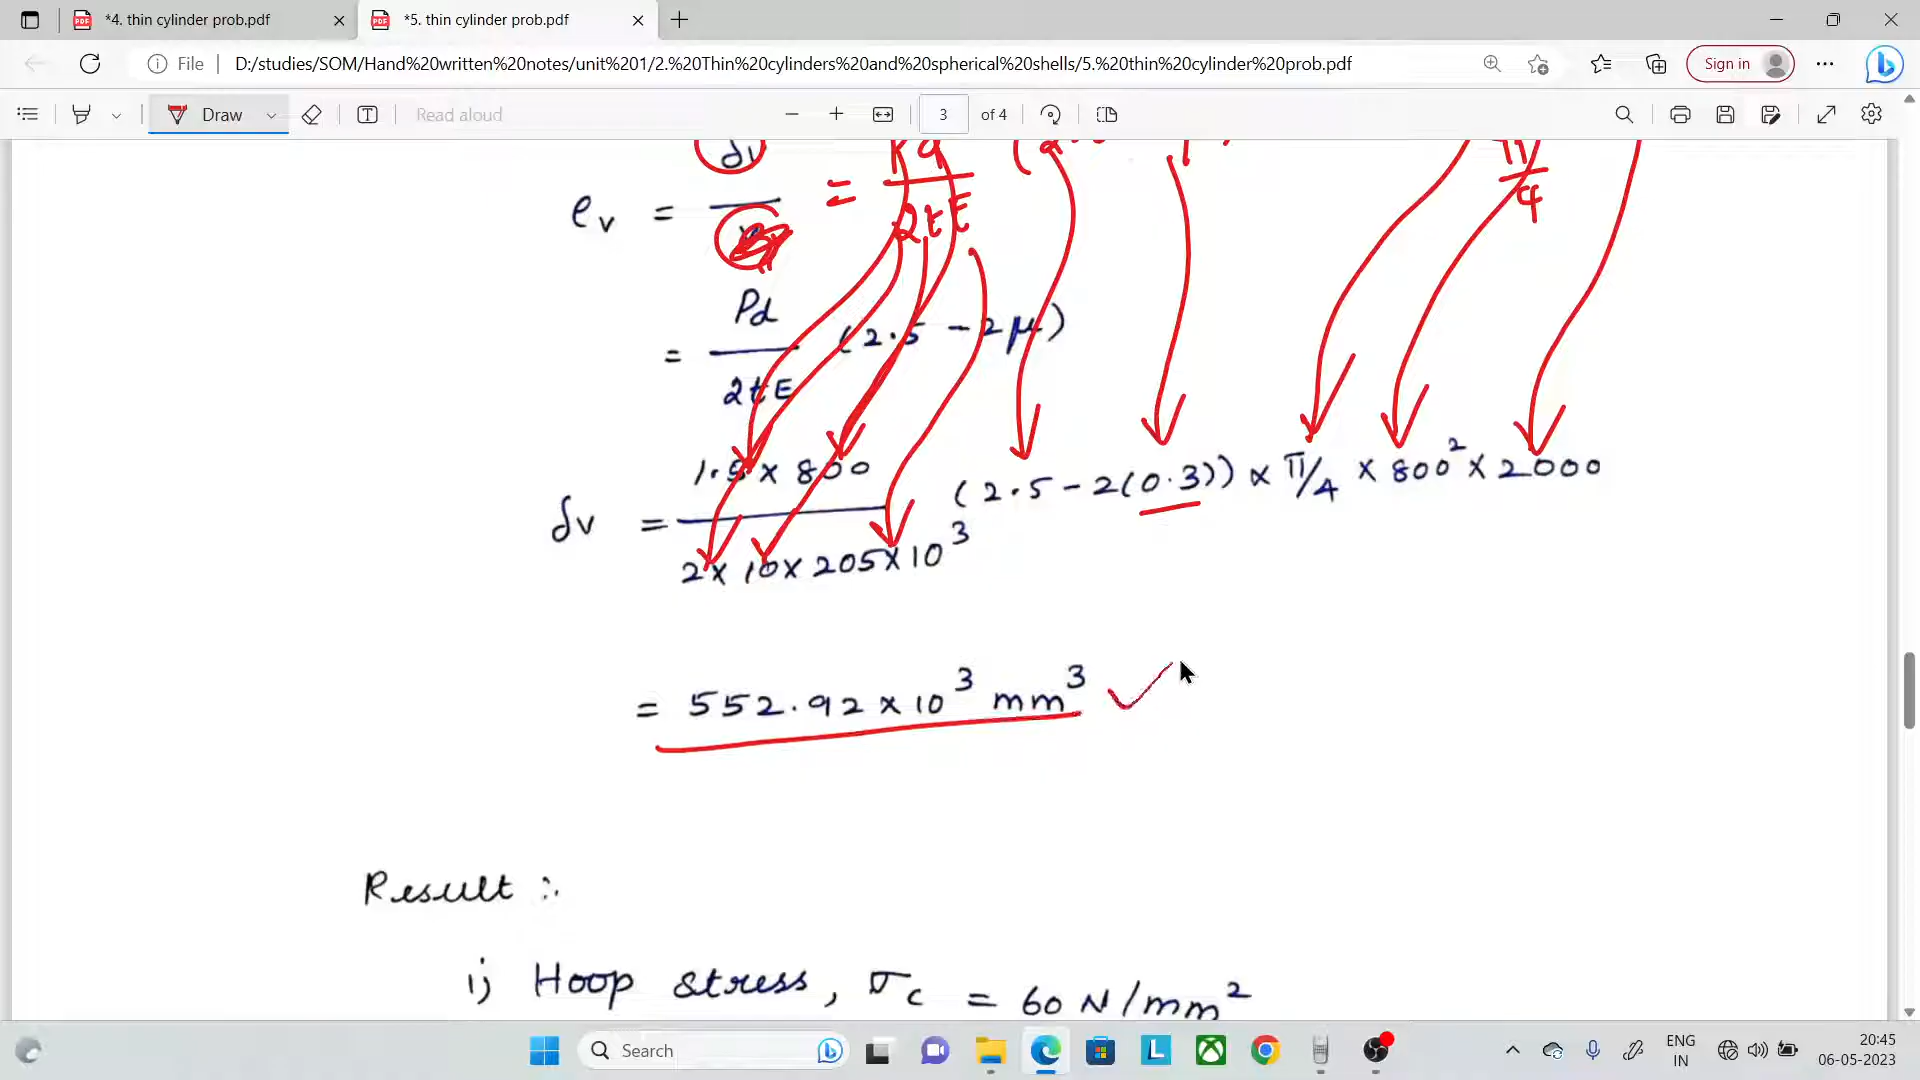 *4. thin cylinder prob.pdf
*5. thin cylinder prob.pdf
File
D:/studies/SOM/Hand%20written%20notes/unit%201/2.%20Thin%20cylinders%20and%20spherical%20shells/5.%20thin%20cylinder%20prob.pdf
Sign in
Draw
Read aloud
3 of 4
π/4
ev = =
2tE
= Pd/2tE (2.5 - 2μ)
δv = 1.5 × 800 / 2 × 10 × 205 × 10³ (2.5 - 2(0.3)) × π/4 × 800² × 2000
= 552.92 × 10³ mm³ ✓
Result :-
i) Hoop stress, σc = 60 N/mm²
Search
ENG
IN
20:45
06-05-2023